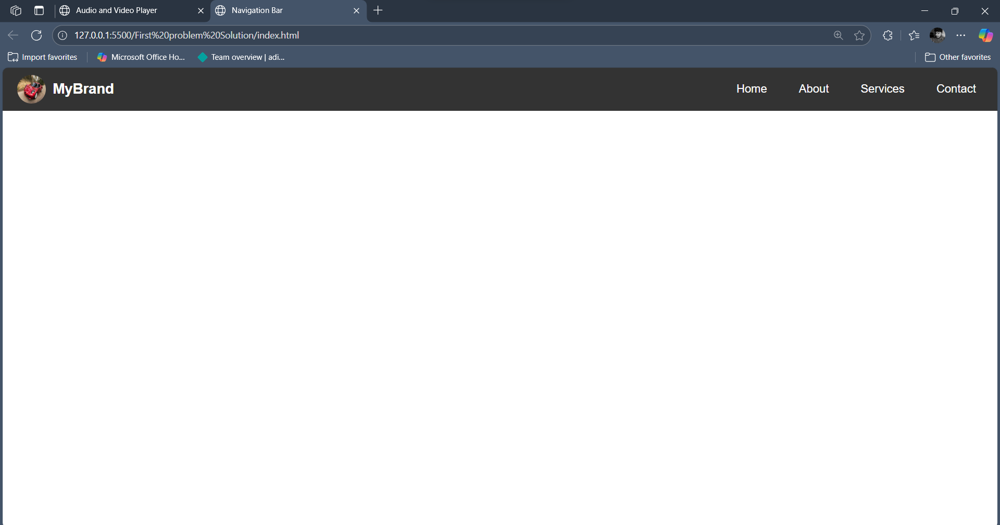 Audio and Video Player
Navigation Bar
127.0.0.1:5500/First%20problem%20Solution/index.html
Import favorites
Microsoft Office Ho...
Team overview | adi...
Other favorites
MyBrand
Home
About
Services
Contact